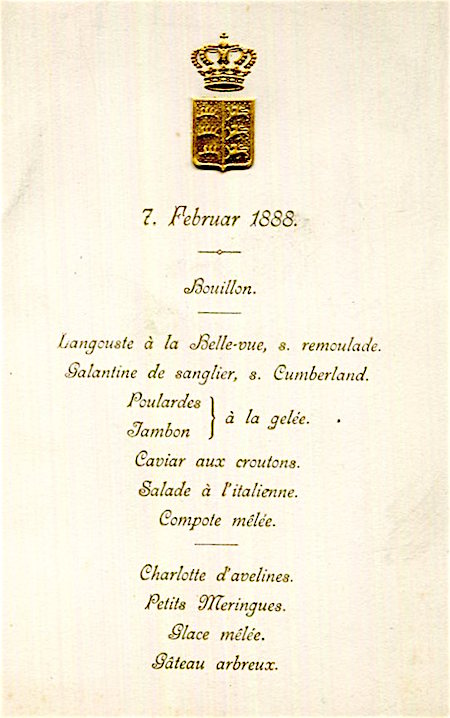 7. Februar 1888.
Bouillon.
Langouste à la Belle-vue, s. remoulade.
Galantine de sanglier, s. Cumberland.
Poulardes
Jambon } à la gelée.
Caviar aux croutons.
Salade à l'italienne.
Compote mêlée.
Charlotte d'avelines.
Petits Meringues.
Glace mêlée.
Gâteau arbreux.